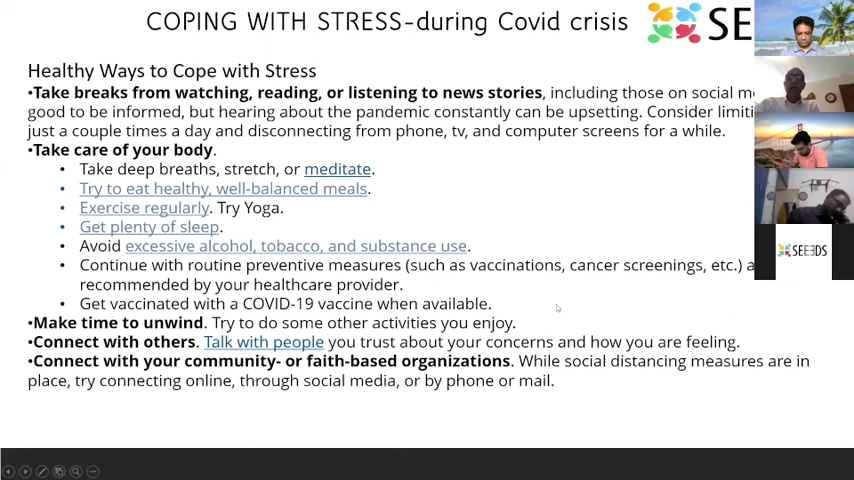 COPING WITH STRESS-during Covid crisis
SE
Healthy Ways to Cope with Stress
•Take breaks from watching, reading, or listening to news stories, including those on social
good to be informed, but hearing about the pandemic constantly can be upsetting. Consider
just a couple times a day and disconnecting from phone, tv, and computer screens for a while.
•Take care of your body.
• Take deep breaths, stretch, or meditate.
• Try to eat healthy, well-balanced meals.
• Exercise regularly. Try Yoga.
• Get plenty of sleep.
• Avoid excessive alcohol, tobacco, and substance use.
• Continue with routine preventive measures (such as vaccinations, cancer screenings, etc.)
recommended by your healthcare provider.
• Get vaccinated with a COVID-19 vaccine when available.
•Make time to unwind. Try to do some other activities you enjoy.
•Connect with others. Talk with people you trust about your concerns and how you are feeling.
•Connect with your community- or faith-based organizations. While social distancing measures are in
place, try connecting online, through social media, or by phone or mail.
SEEEDS